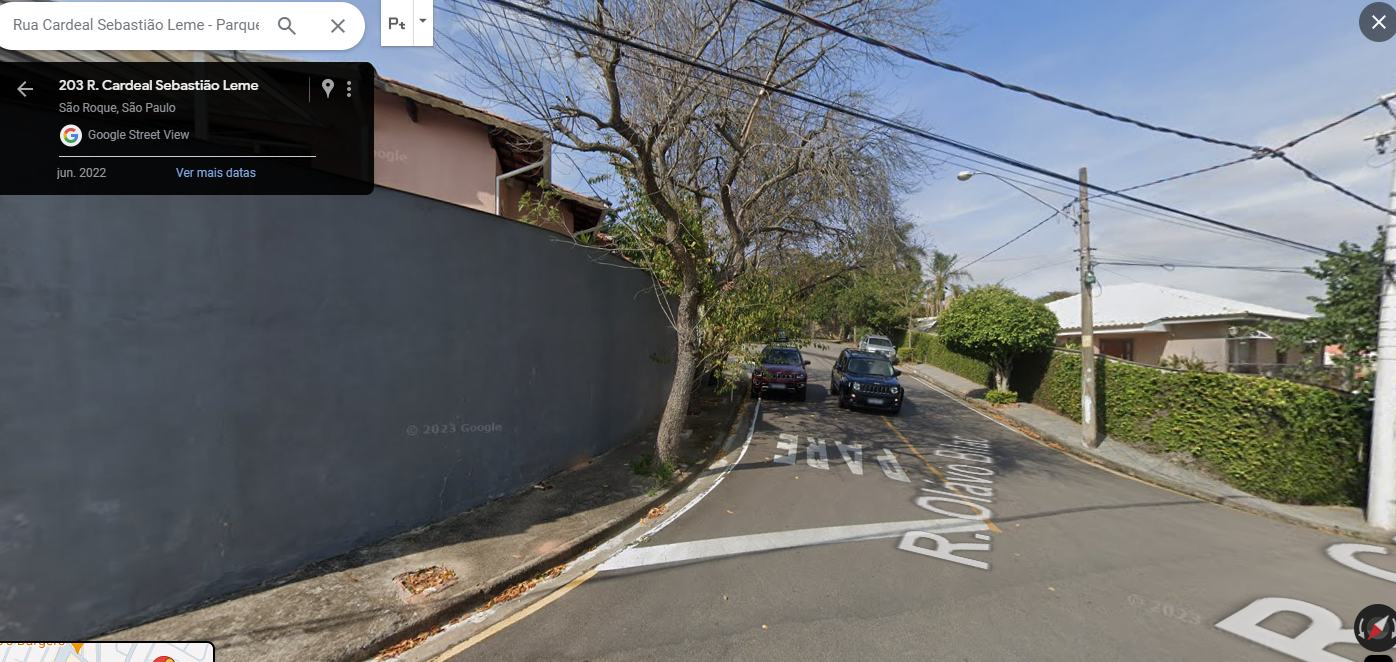 Rua Cardeal Sebastião Leme - Parque
203 R. Cardeal Sebastião Leme
São Roque, São Paulo
Google Street View
jun. 2022
Ver mais datas
© 2023 Google
PARE
R. Olavo Bilac
R. C
© 2023